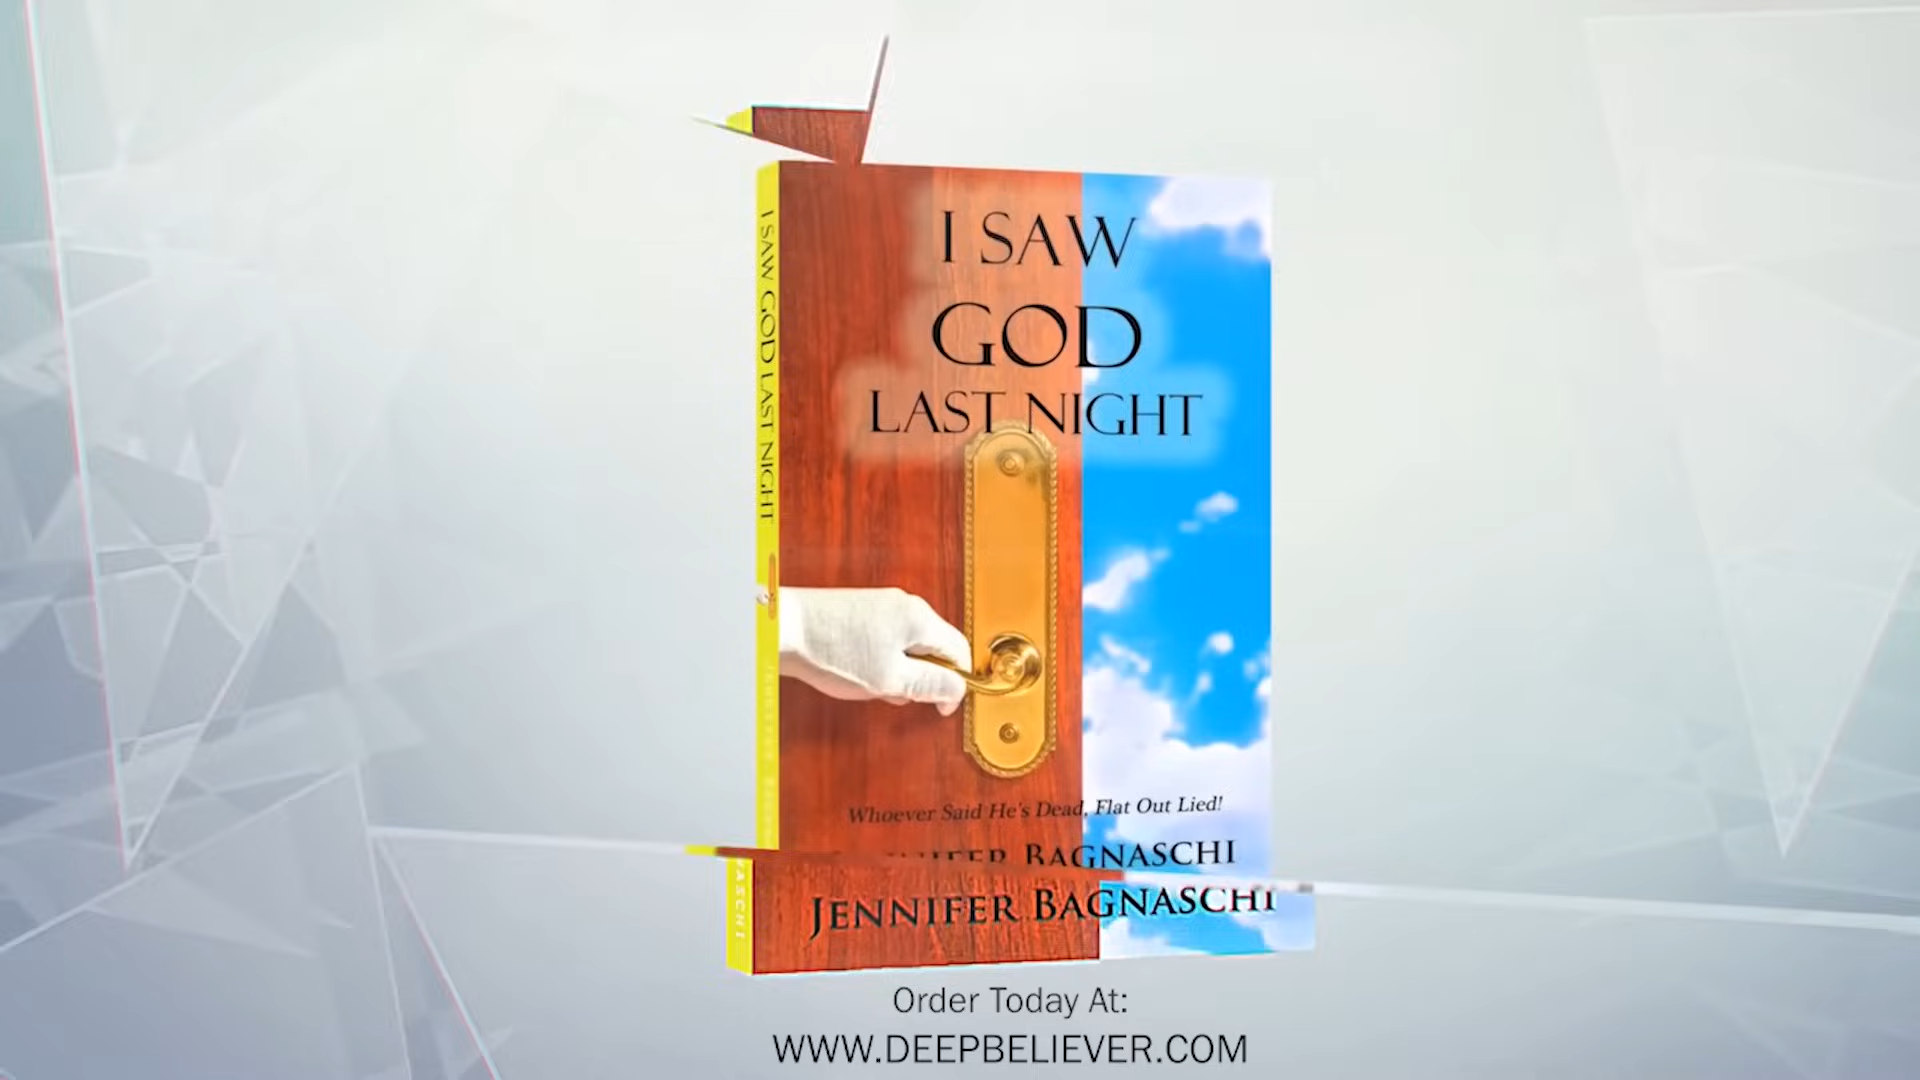 I SAW
GOD
LAST NIGHT
I SAW GOD LAST NIGHT
Whoever Said He's Dead, Flat Out Lied!
BAGNASCHI
JENNIFER BAGNASCHI
Order Today At:
WWW.DEEPBELIEVER.COM